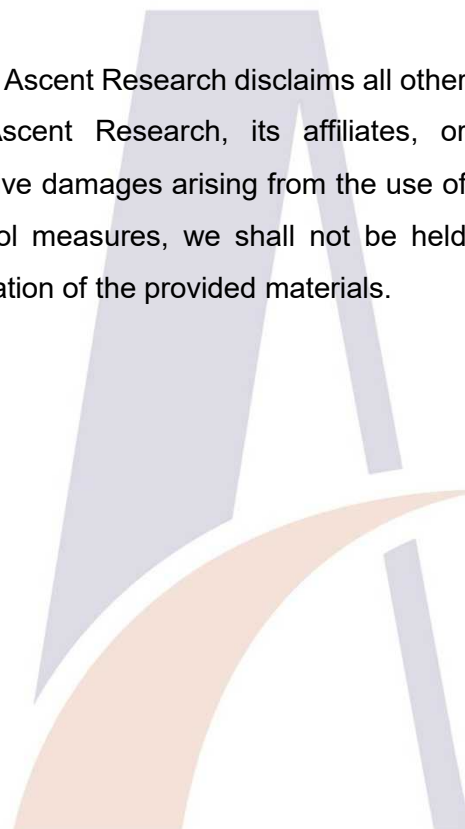 Ascent Research disclaims all other
Ascent Research, its affiliates, or
ve damages arising from the use of
ol measures, we shall not be held
ation of the provided materials.